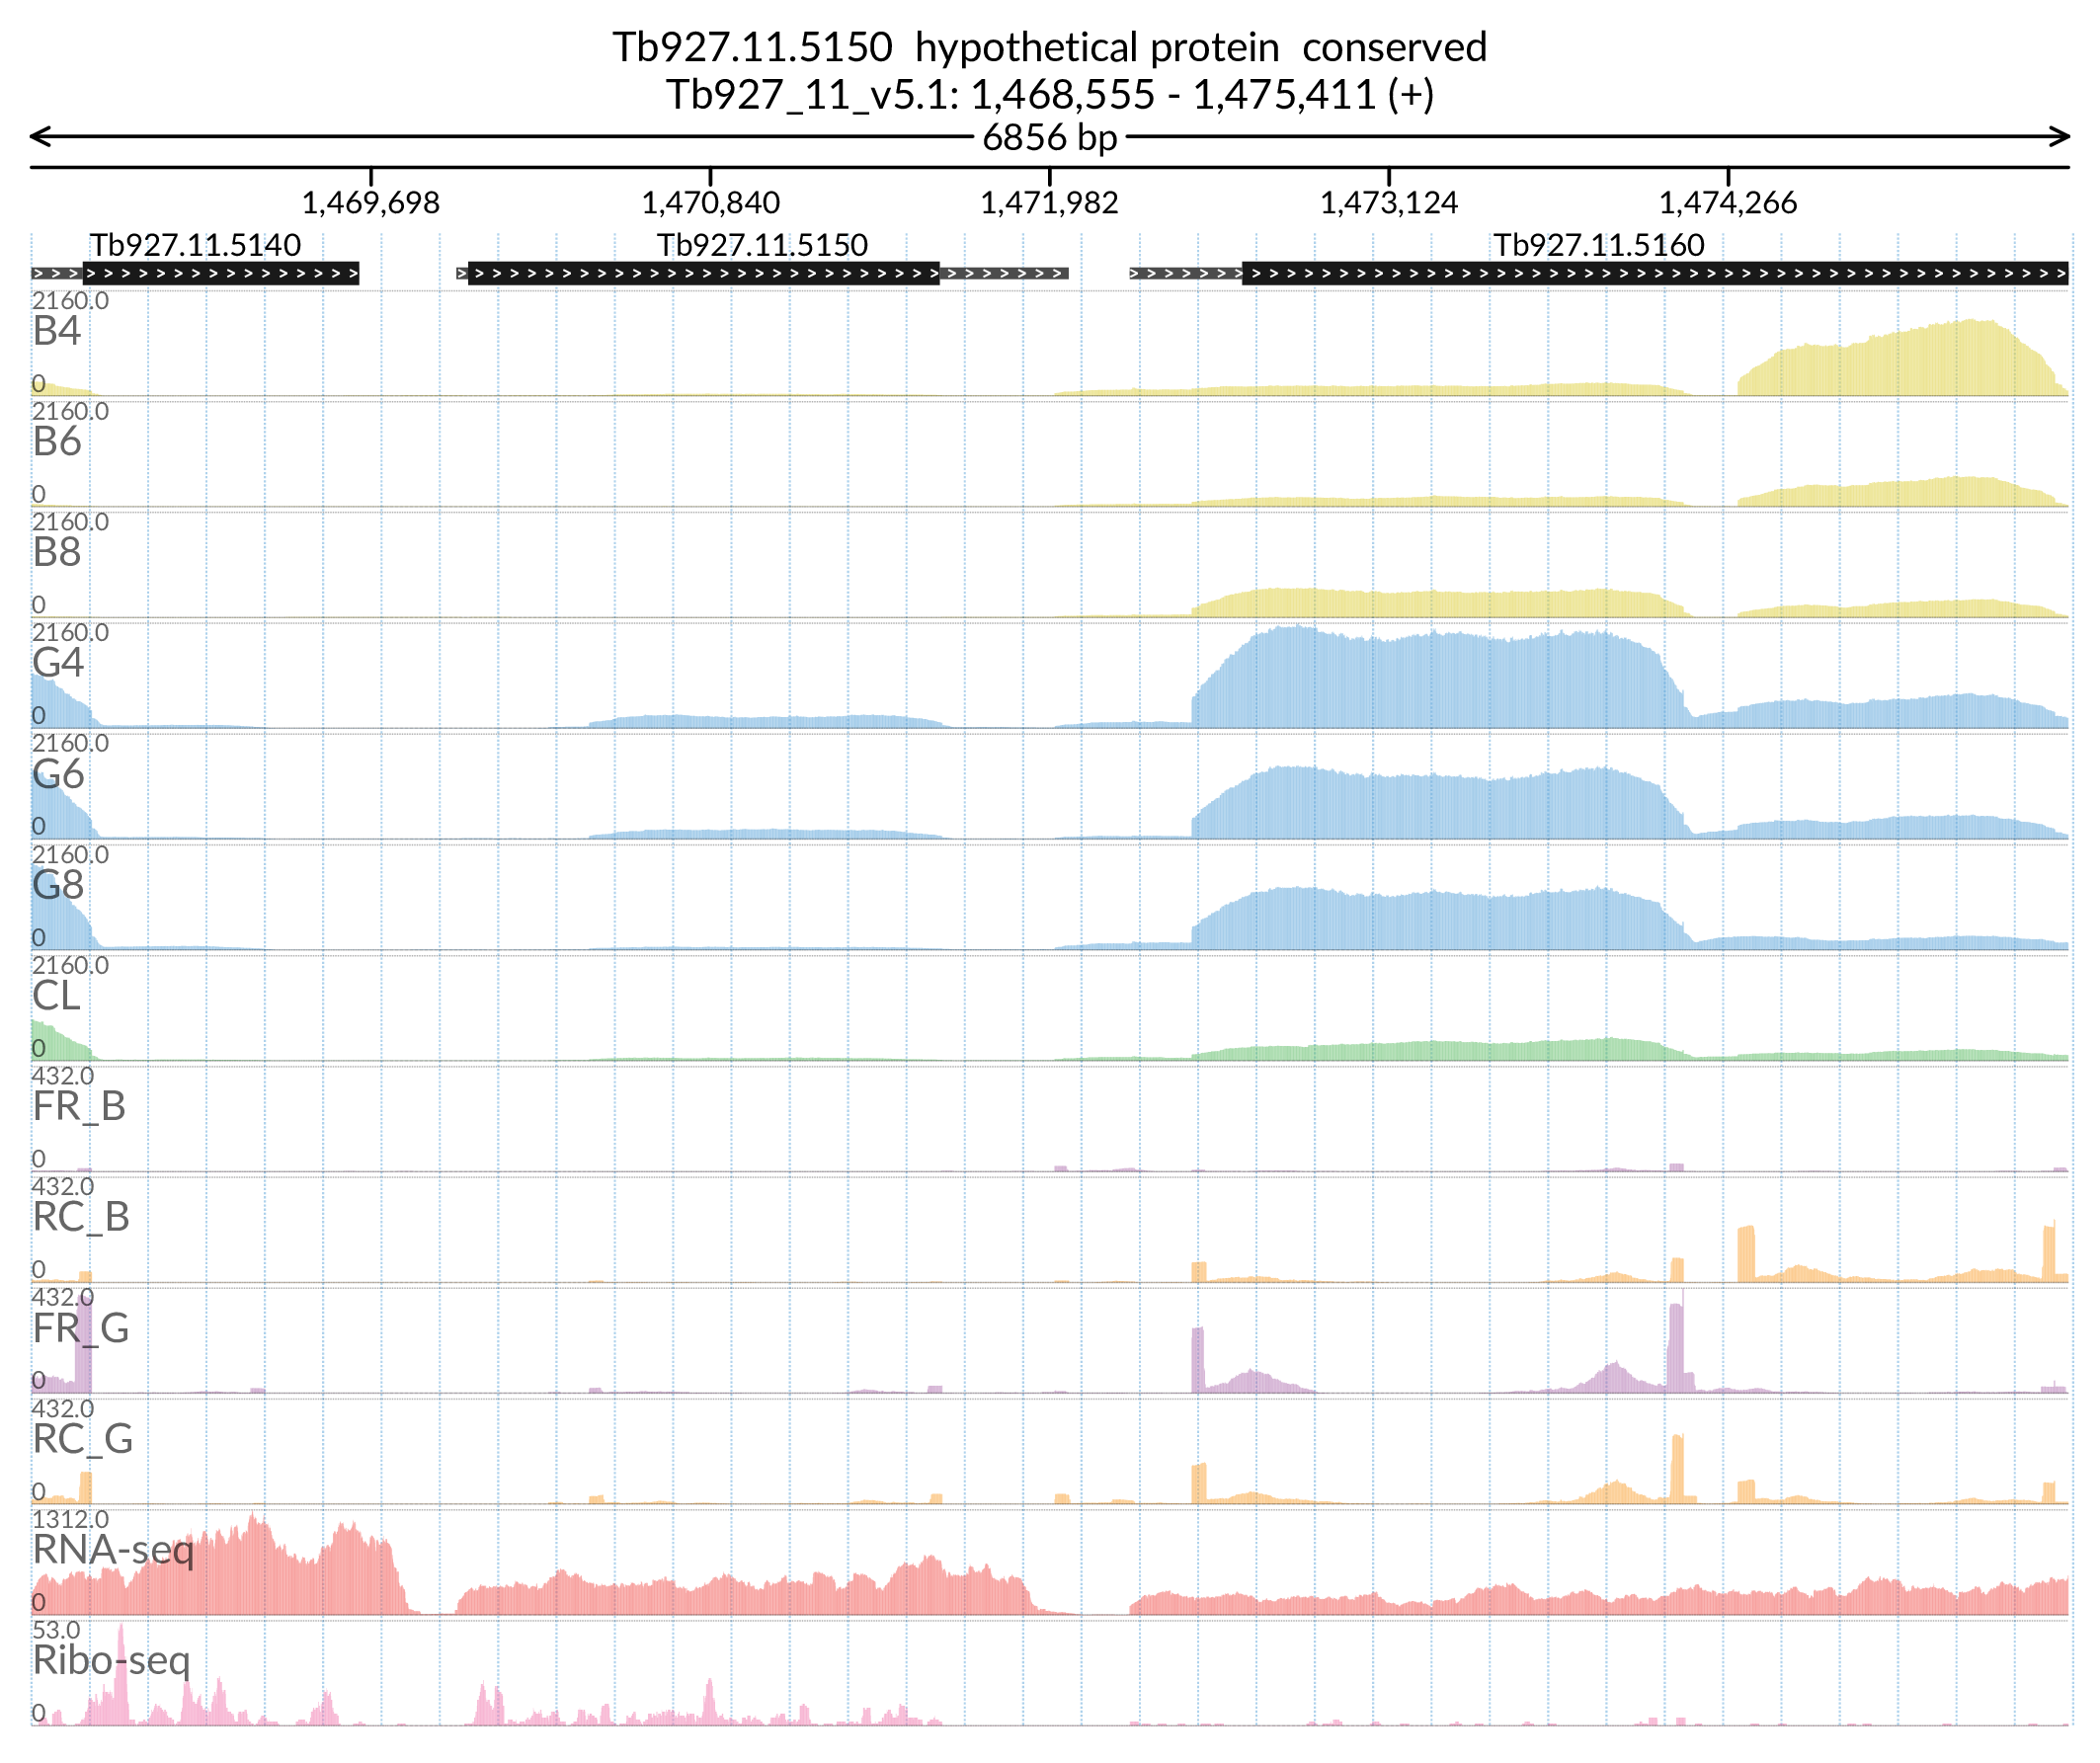 Tb927.11.5150 hypothetical protein conserved
Tb927_11_v5.1: 1,468,555 - 1,475,411 (+)
6856 bp
1,469,698 1,470,840 1,471,982 1,473,124 1,474,266
Tb927.11.5140 Tb927.11.5150 Tb927.11.5160
2160.0
B4
0
2160.0
B6
0
2160.0
B8
0
2160.0
G4
0
2160.0
G6
0
2160.0
G8
0
2160.0
CL
0
432.0
FR_B
0
432.0
RC_B
0
432.0
FR_G
0
432.0
RC_G
0
1312.0
RNA-seq
0
53.0
Ribo-seq
0